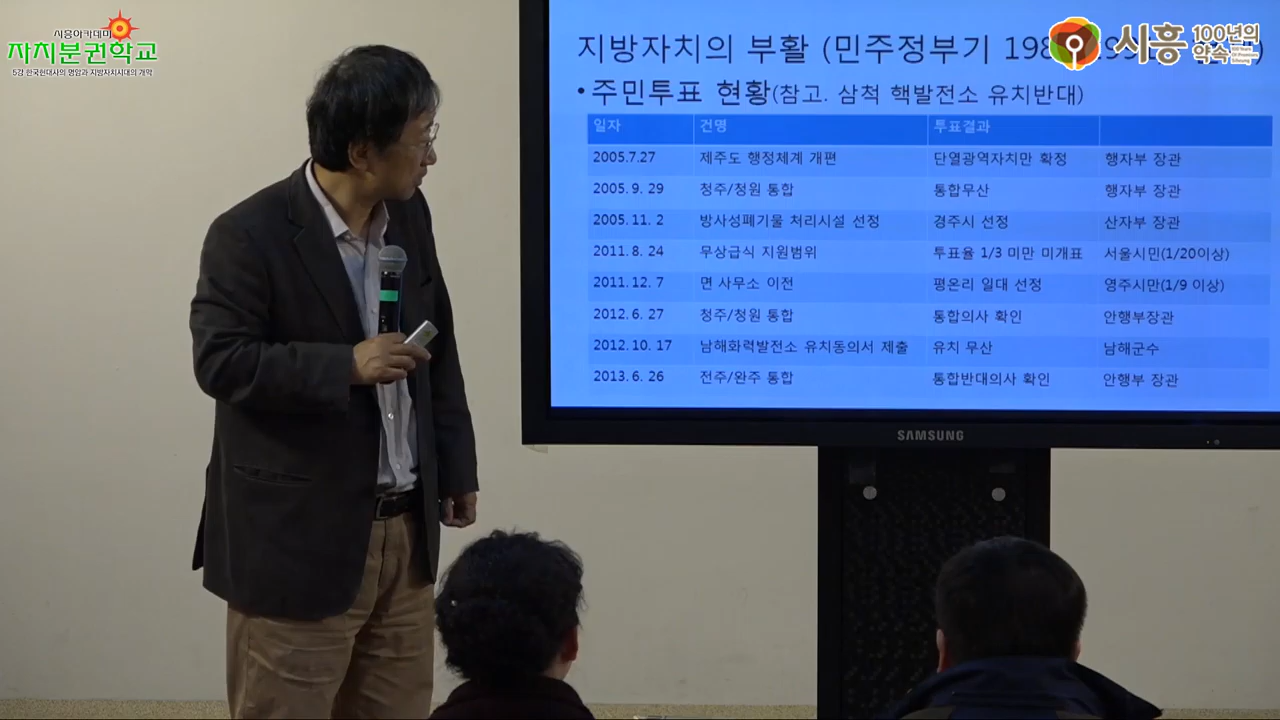 시흥아카데미
자치분권학교
5강 한국현대사의 명암과 지방자치시대의 개막
시흥 100년의 약속
지방자치의 부활 (민주정부기
• 주민투표 현황(참고. 삼척 핵발전소 유치반대)
일자 건명 투표결과
2005.7.27 제주도 행정체계 개편 단열광역자치만 확정 행자부 장관
2005. 9. 29 청주/청원 통합 통합무산 행자부 장관
2005. 11. 2 방사성폐기물 처리시설 선정 경주시 선정 산자부 장관
2011. 8. 24 무상급식 지원범위 투표율 1/3 미만 미개표 서울시민(1/20이상)
2011. 12. 7 면 사무소 이전 평온리 일대 선정 영주시만(1/9 이상)
2012. 6. 27 청주/청원 통합 통합의사 확인 안행부장관
2012. 10. 17 남해화력발전소 유치동의서 제출 유치 무산 남해군수
2013. 6. 26 전주/완주 통합 통합반대의사 확인 안행부 장관
SAMSUNG